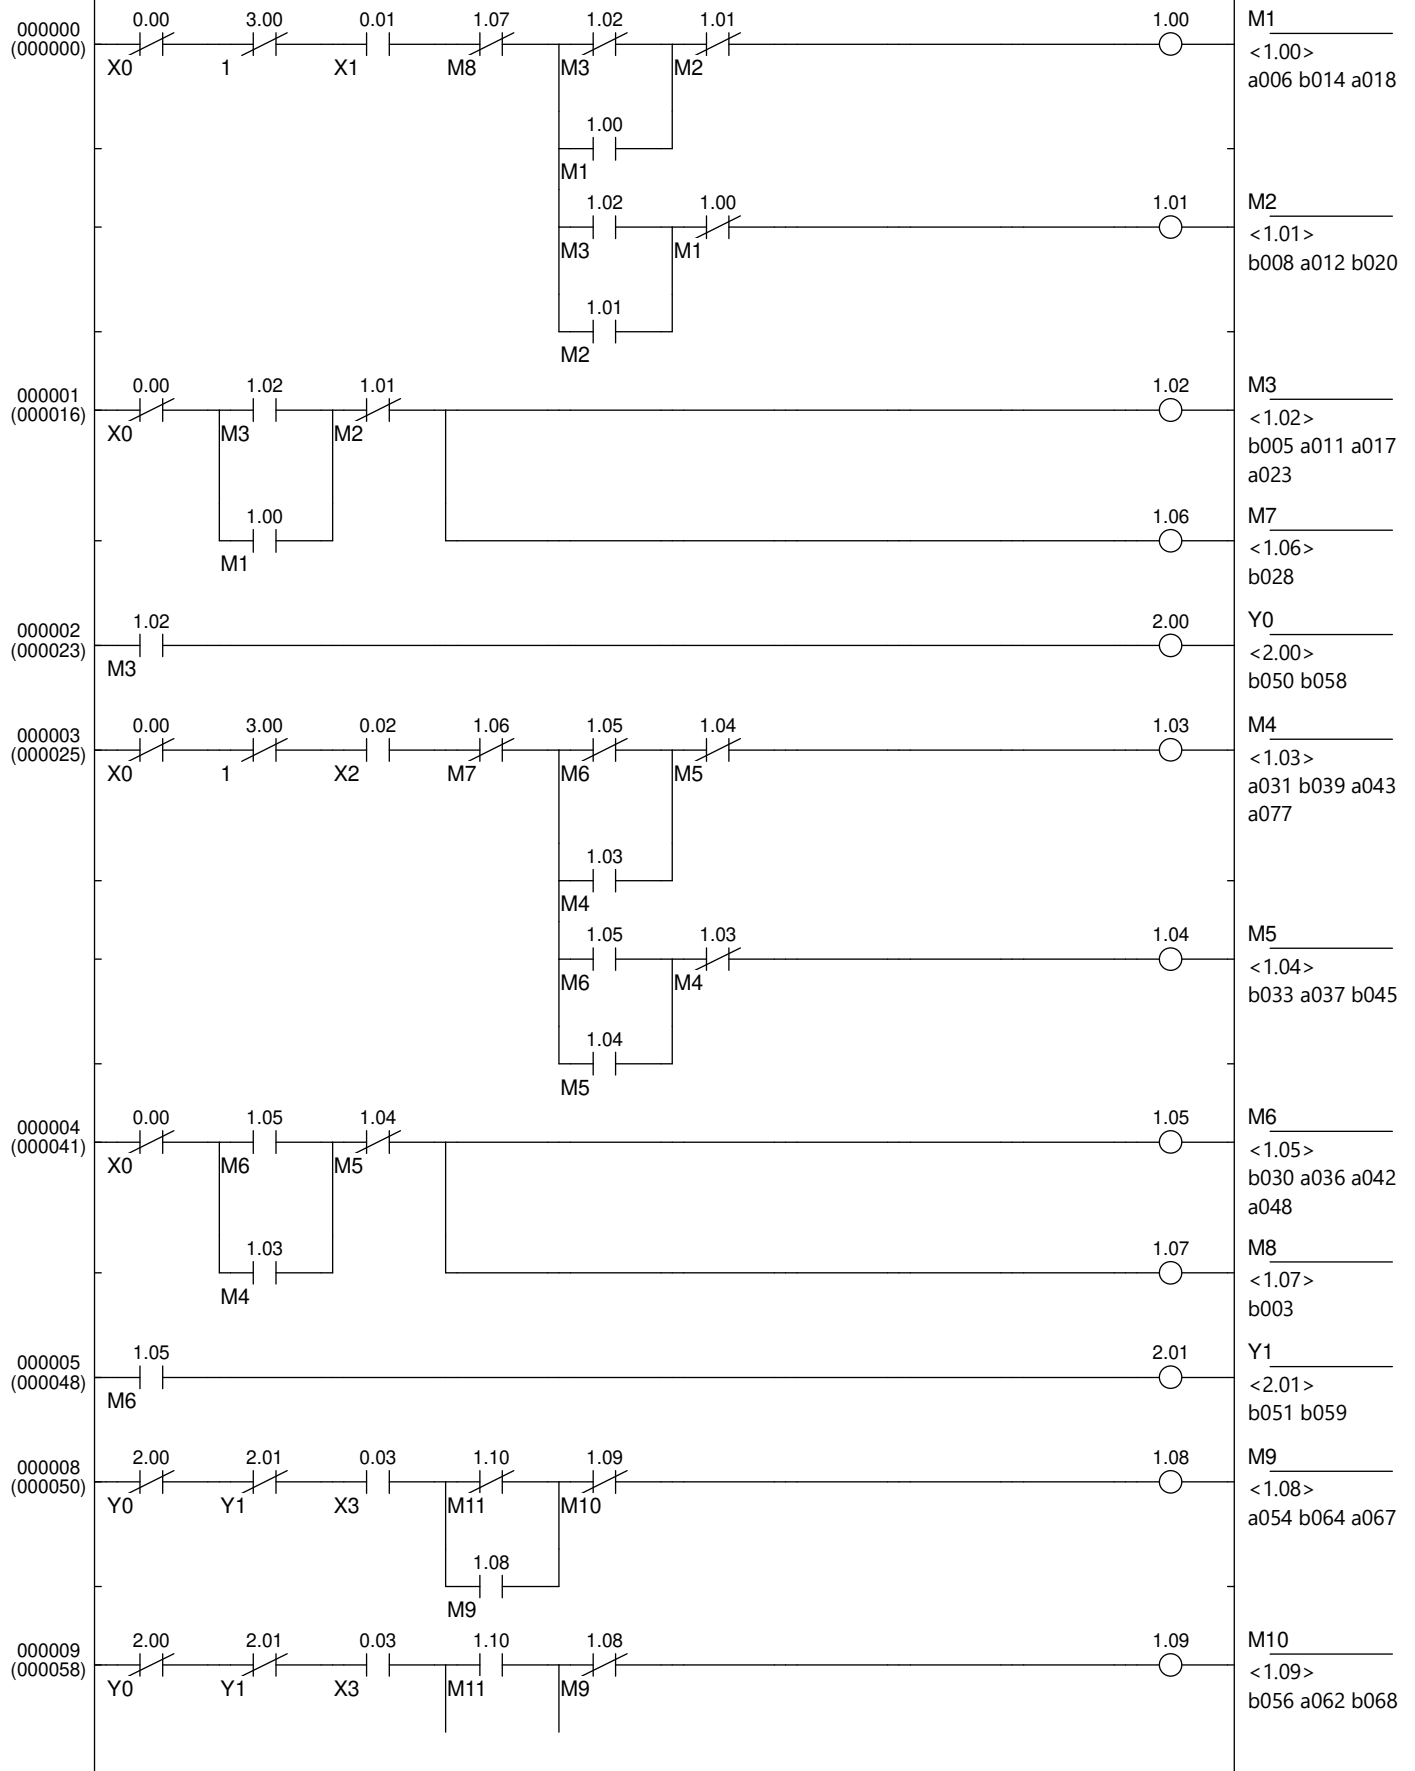 0.00 3.00 0.01 1.07 1.02 1.01 1.00 M1
000000
(000000)
X0 1 X1 M8 M3 M2 <1.00>
a006 b014 a018
1.00
M1
1.02 1.00 1.01 M2
M3 M1 <1.01>
b008 a012 b020
1.01
M2
0.00 1.02 1.01 1.02 M3
000001
(000016)
X0 M3 M2 <1.02>
b005 a011 a017
a023
1.00 1.06 M7
M1 <1.06>
b028
1.02 2.00 Y0
000002
(000023)
M3 <2.00>
b050 b058
0.00 3.00 0.02 1.06 1.05 1.04 1.03 M4
000003
(000025)
X0 1 X2 M7 M6 M5 <1.03>
a031 b039 a043
a077
1.03
M4
1.05 1.03 1.04 M5
M6 M4 <1.04>
b033 a037 b045
1.04
M5
0.00 1.05 1.04 1.05 M6
000004
(000041)
X0 M6 M5 <1.05>
b030 a036 a042
a048
1.03 1.07 M8
M4 <1.07>
b003
1.05 2.01 Y1
000005
(000048)
M6 <2.01>
b051 b059
2.00 2.01 0.03 1.10 1.09 1.08 M9
000008
(000050)
Y0 Y1 X3 M11 M10 <1.08>
a054 b064 a067
1.08
M9
2.00 2.01 0.03 1.10 1.08 1.09 M10
000009
(000058)
Y0 Y1 X3 M11 M9 <1.09>
b056 a062 b068